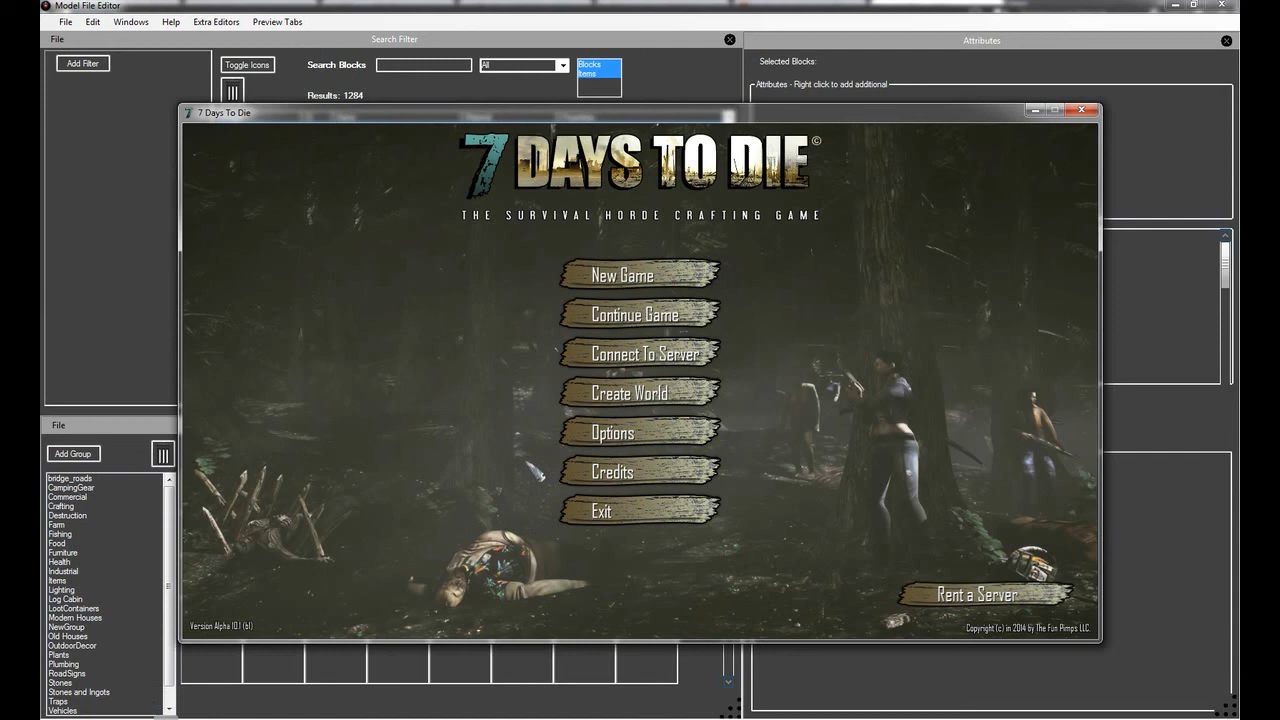 Model File Editor
File Edit Windows Help Extra Editors Preview Tabs
File Search Filter
Attributes
Add Filter
Toggle Icons
Search Blocks
All
Blocks
Items
Results: 1284
Selected Blocks:
Attributes - Right click to add additional
7 Days To Die
7 DAYS TO DIE ©
THE SURVIVAL HORDE CRAFTING GAME
New Game
Continue Game
Connect To Server
Create World
Options
Credits
Exit
Rent a Server
Version Alpha 10.1 (b1)
Copyright (c) in 2014 by The Fun Pimps LLC.
File
Add Group
bridge_roads
CampingGear
Commercial
Crafting
Destruction
Farm
Fishing
Food
Furniture
Health
Industrial
Items
Lighting
Log Cabin
LootContainers
Modern Houses
NewGroup
Old Houses
OutdoorDecor
Plants
Plumbing
RoadSigns
Stones
Stones and Ingots
Traps
Vehicles